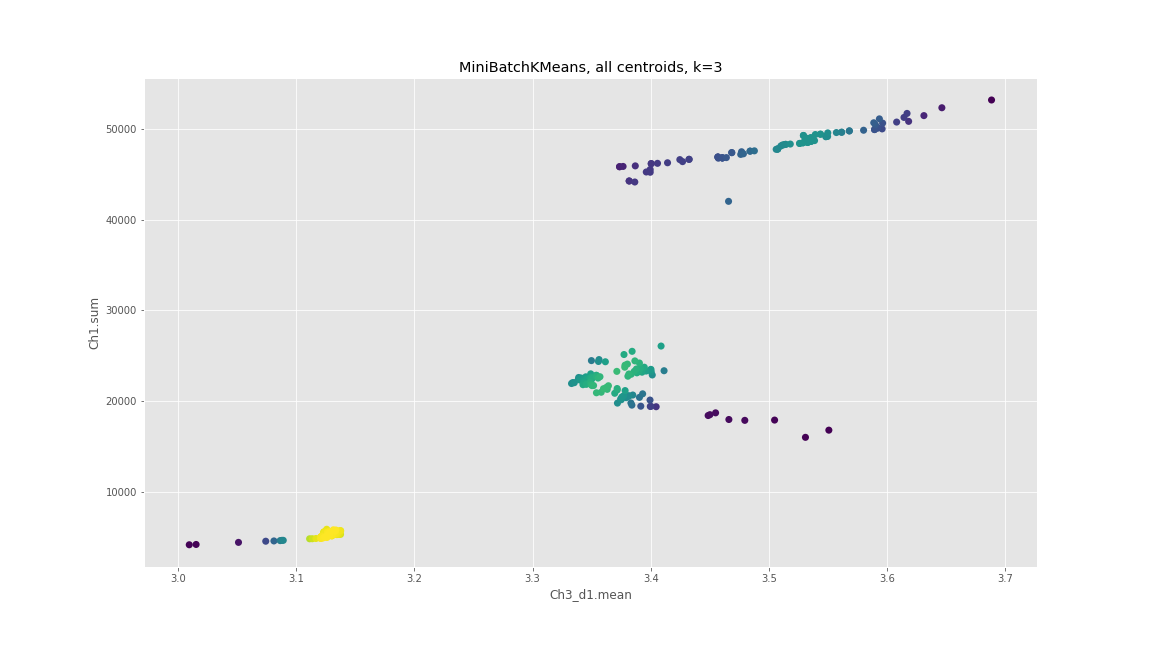 MiniBatchKMeans, all centroids, k=3
Ch1.sum
50000
40000
30000
20000
10000
3.0 3.1 3.2 3.3 3.4 3.5 3.6 3.7
Ch3_d1.mean